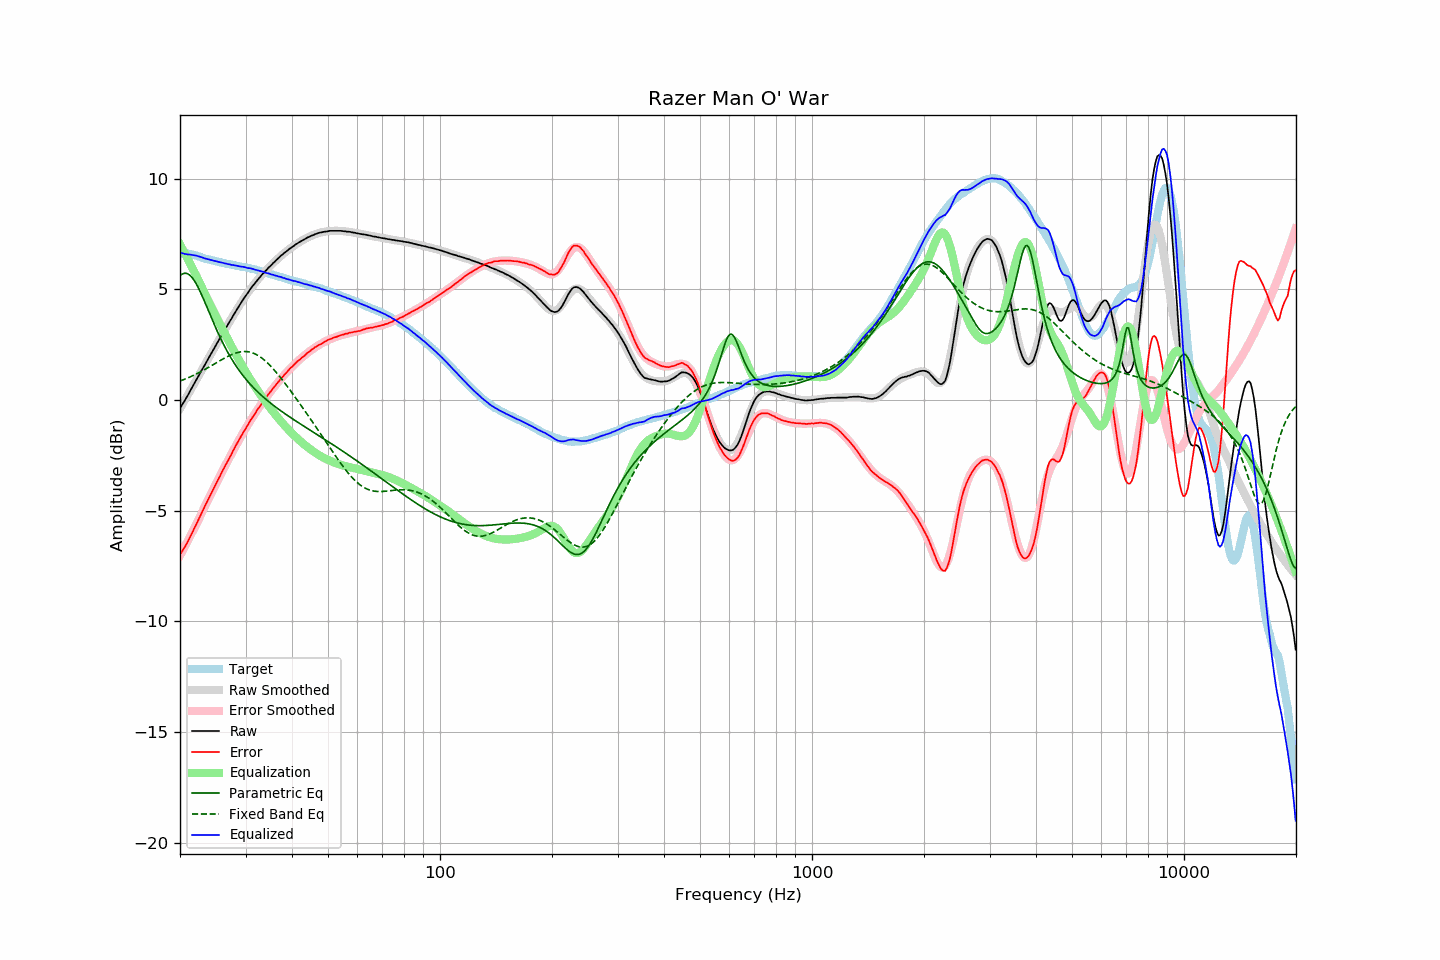 Razer Man O' War
10
5
0
−5
−10
−15
−20
Amplitude (dBr)
Target
Raw Smoothed
Error Smoothed
Raw
Error
Equalization
Parametric Eq
Fixed Band Eq
Equalized
100
1000
10000
Frequency (Hz)